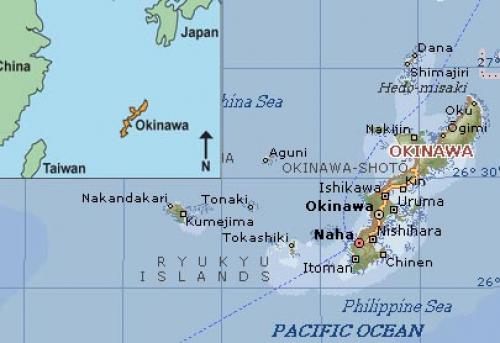 China
Japan
Okinawa
Taiwan
N
hina Sea
Dana
27°
Shimajiri
Hedo-misaki
Oku
Ōgimi
Nakijin
OKINAWA
IA
Aguni
OKINAWA-SHOTŌ
26° 30'
Kin
Ishikawa
Nakandakari
Tonaki
Okinawa
Uruma
Kumejima
Tokashiki
Naha
Nishihara
RYUKYU
ISLANDS
Itoman
Chinen
26°
Philippine Sea
PACIFIC OCEAN